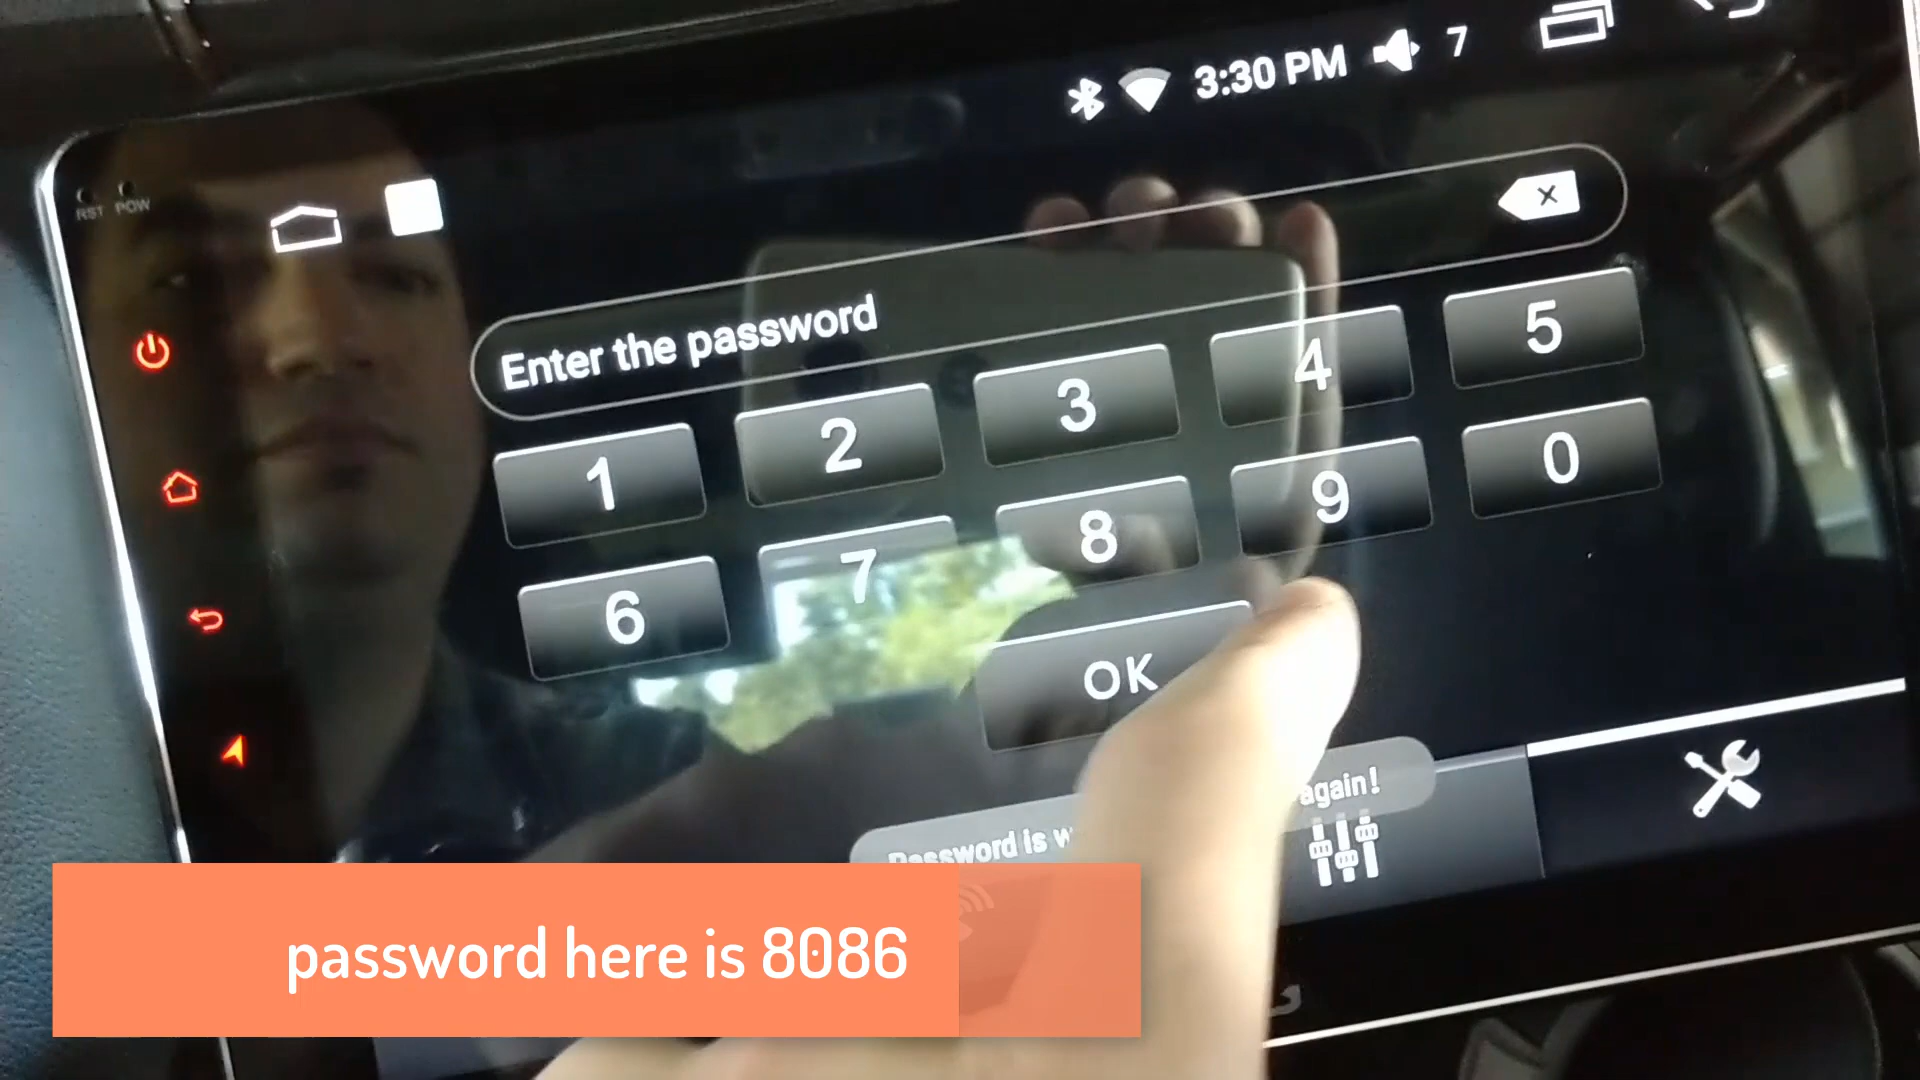 3:30 PM 7
RST POW
Enter the password
1 2 3 4 5
6 7 8 9 0
OK
Password is again!
password here is 8086